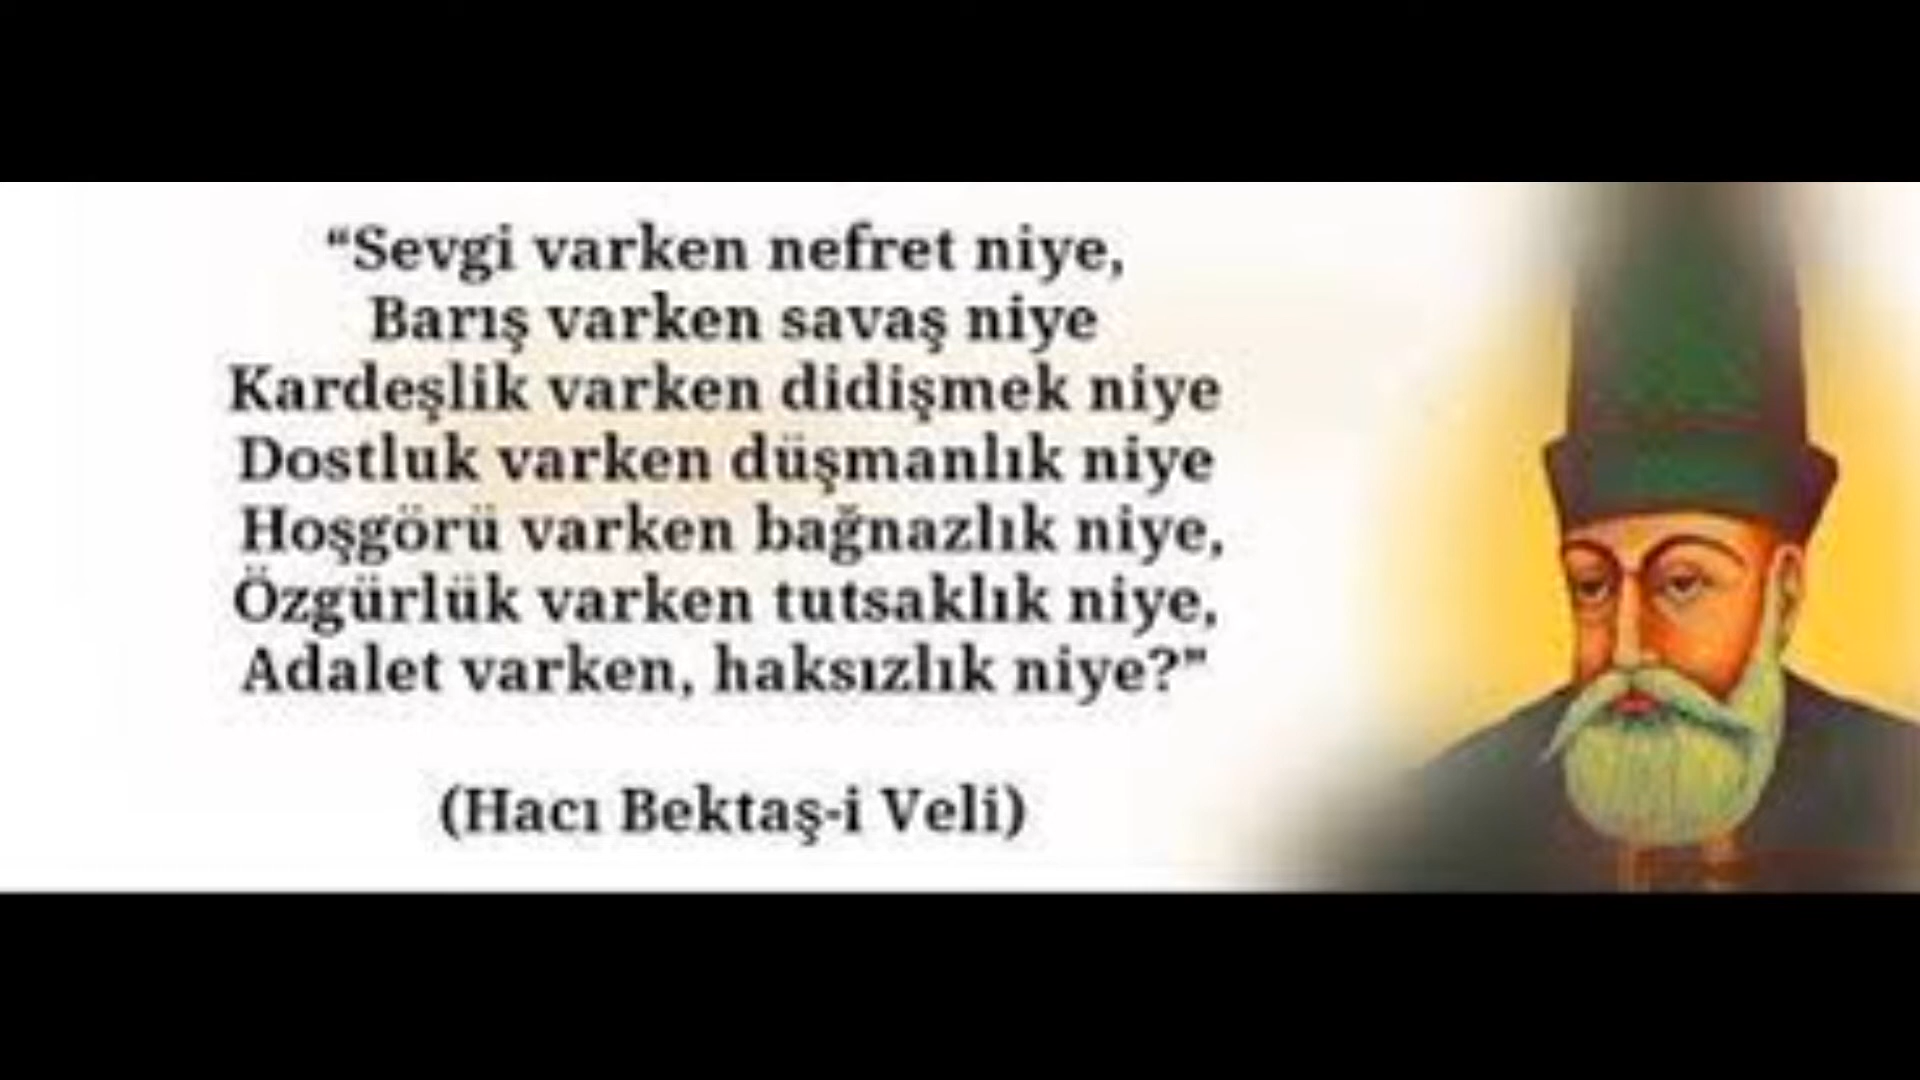 “Sevgi varken nefret niye,
Barış varken savaş niye
Kardeşlik varken didişmek niye
Dostluk varken düşmanlık niye
Hoşgörü varken bağnazlık niye,
Özgürlük varken tutsaklık niye,
Adalet varken, haksızlık niye?”
(Hacı Bektaş-i Veli)